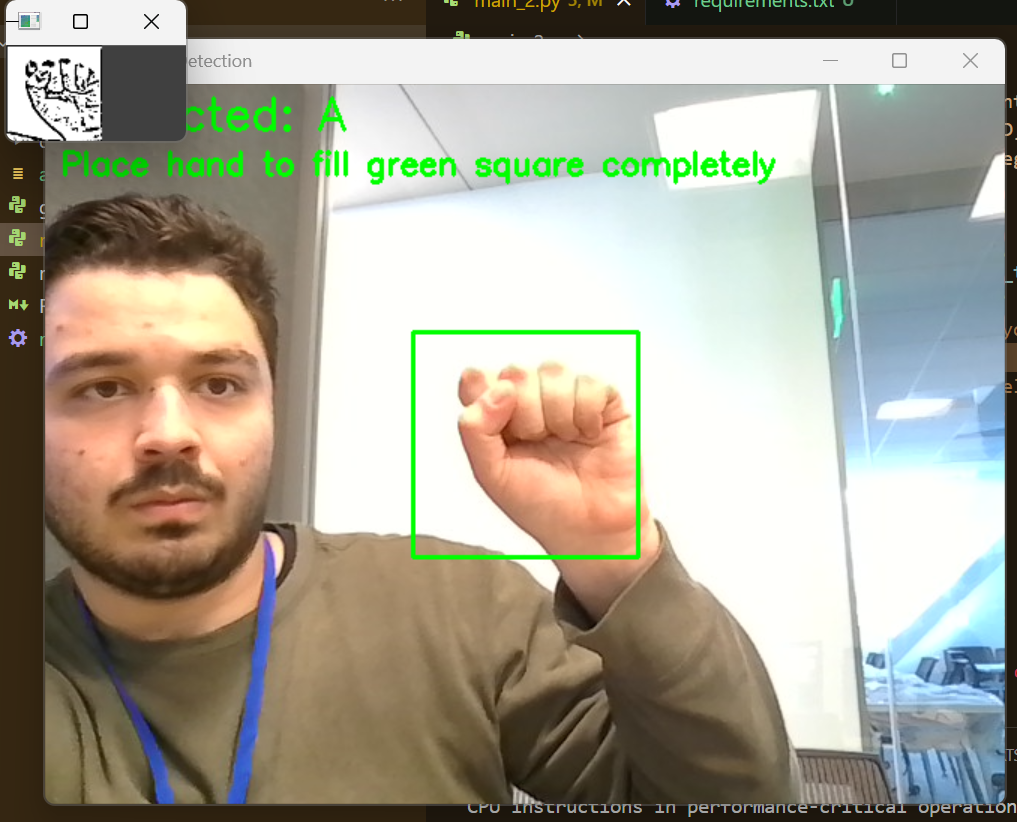 main_2.py 3, M
requirements.txt U
etection
cted: A
Place hand to fill green square completely
CPU instructions in performance-critical operation